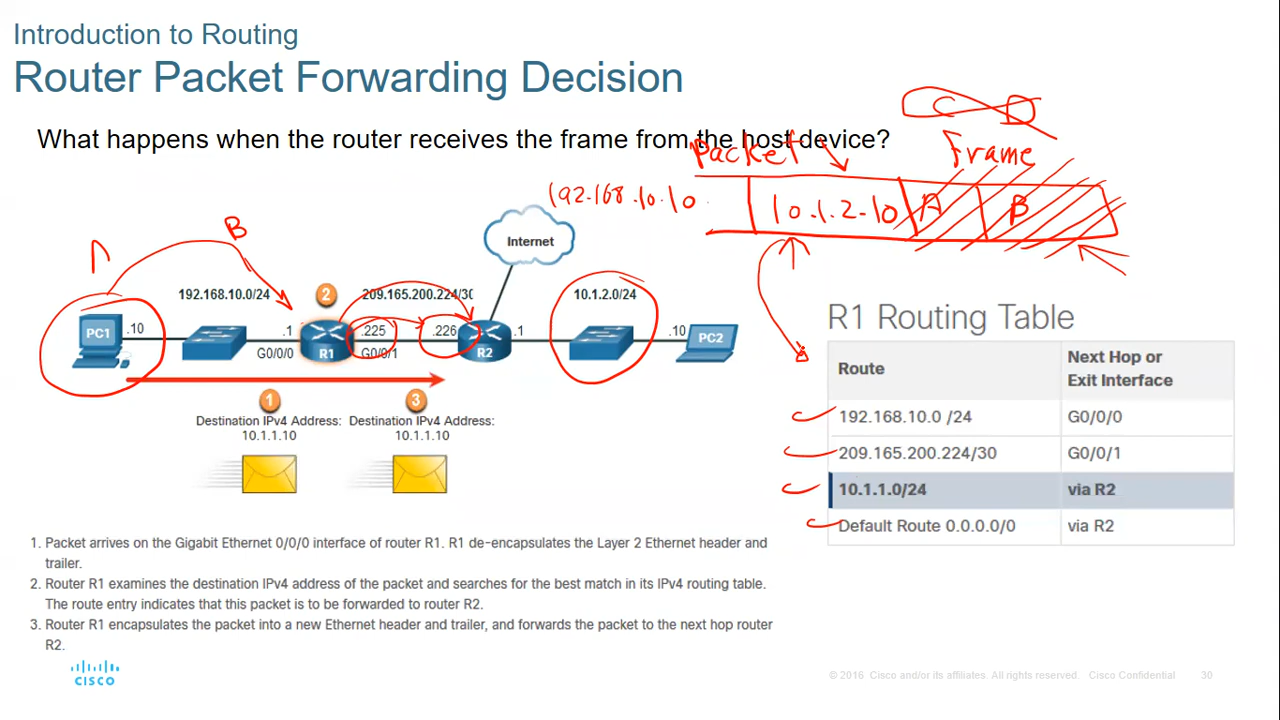 Introduction to Routing
Router Packet Forwarding Decision
What happens when the router receives the frame from the host device?
C D
Packet
Frame
192.168.10.10
10.1.2.10 A B
B
Internet
192.168.10.0/24
2
209.165.200.224/30
10.1.2.0/24
PC1
.10
.1
G0/0/0
R1
.225
G0/0/1
.226
R2
.1
.10
PC2
1
3
Destination IPv4 Address:
10.1.1.10
Destination IPv4 Address:
10.1.1.10
R1 Routing Table
Route Next Hop or
Exit Interface
192.168.10.0 /24 G0/0/0
209.165.200.224/30 G0/0/1
10.1.1.0/24 via R2
Default Route 0.0.0.0/0 via R2
1. Packet arrives on the Gigabit Ethernet 0/0/0 interface of router R1. R1 de-encapsulates the Layer 2 Ethernet header and
trailer.
2. Router R1 examines the destination IPv4 address of the packet and searches for the best match in its IPv4 routing table.
The route entry indicates that this packet is to be forwarded to router R2.
3. Router R1 encapsulates the packet into a new Ethernet header and trailer, and forwards the packet to the next hop router
R2.
CISCO
© 2016 Cisco and/or its affiliates. All rights reserved. Cisco Confidential 30